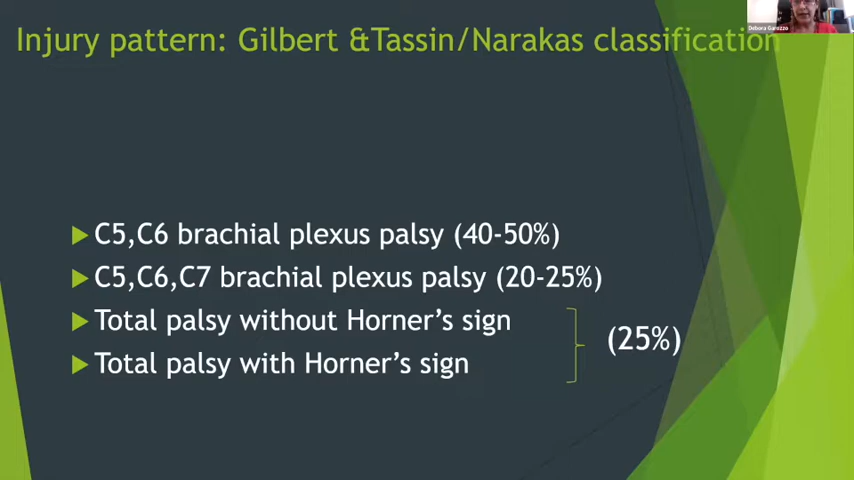 Injury pattern: Gilbert &Tassin/Narakas classification
Debora Garozzo
C5,C6 brachial plexus palsy (40-50%)
C5,C6,C7 brachial plexus palsy (20-25%)
Total palsy without Horner's sign
(25%)
Total palsy with Horner's sign